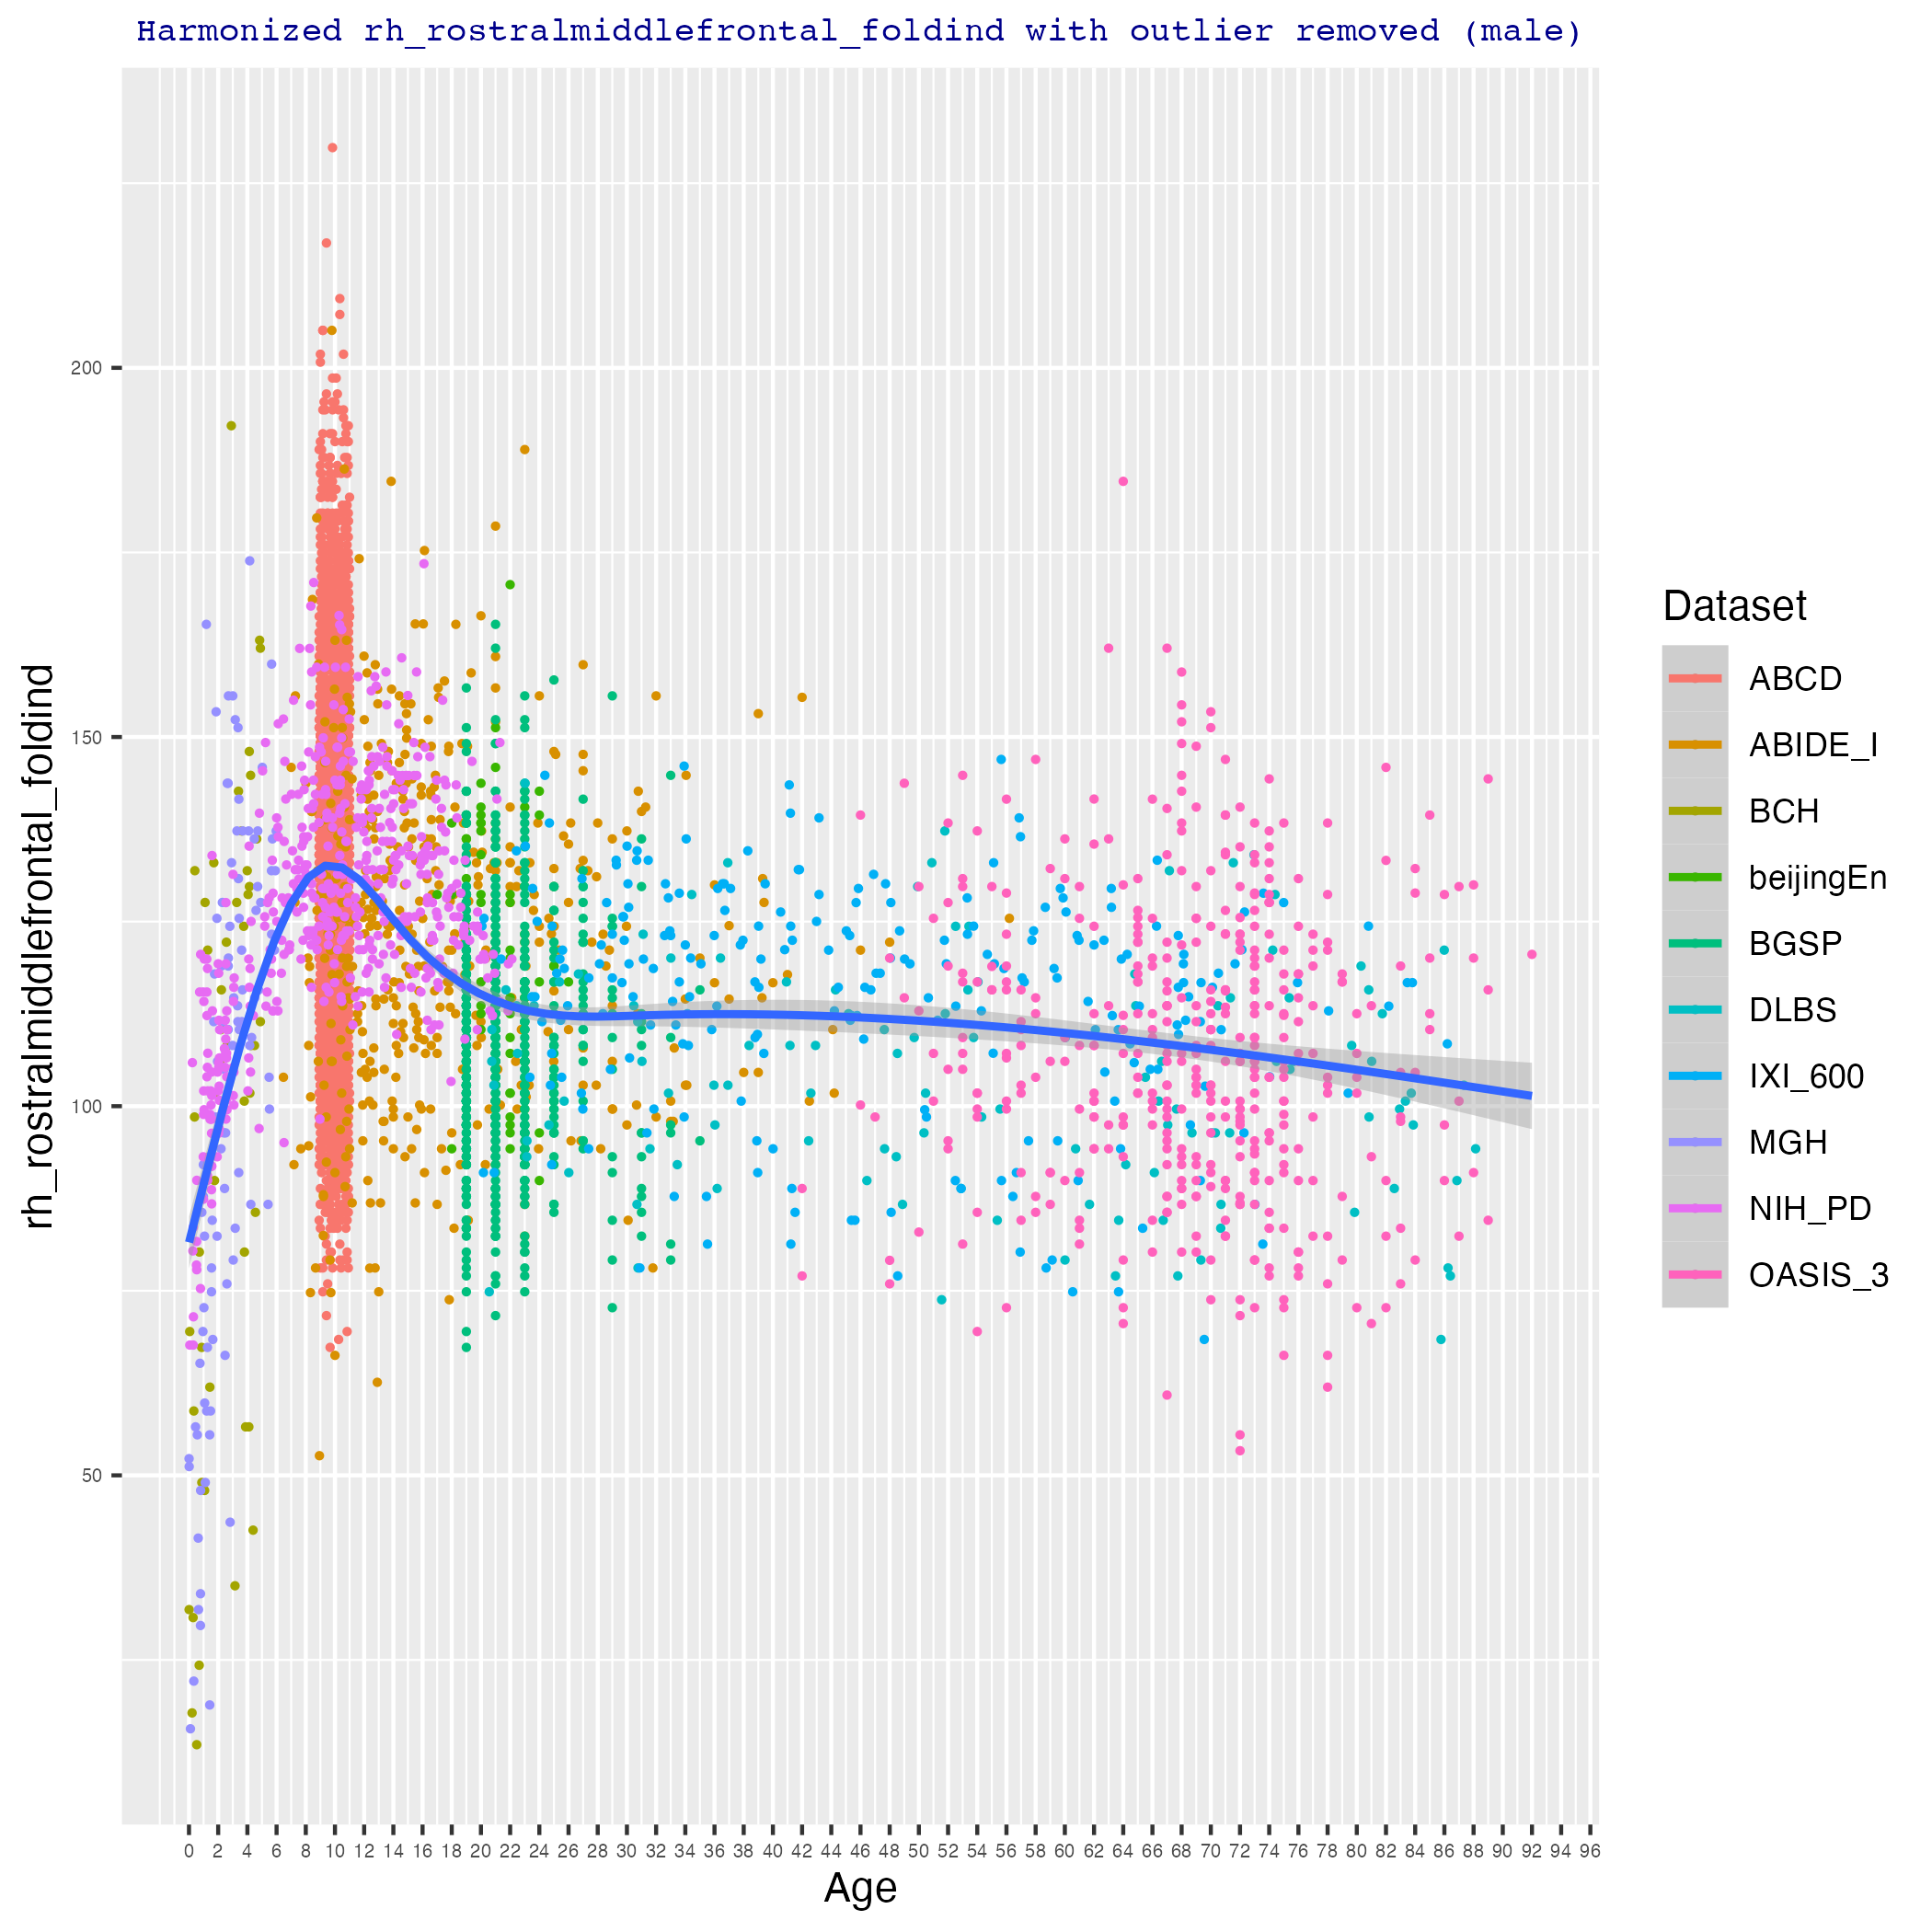 Harmonized rh_rostralmiddlefrontal_foldind with outlier removed (male)
rh_rostralmiddlefrontal_foldind
200
150
100
50
0 2 4 6 8 10 12 14 16 18 20 22 24 26 28 30 32 34 36 38 40 42 44 46 48 50 52 54 56 58 60 62 64 66 68 70 72 74 76 78 80 82 84 86 88 90 92 94 96
Age
Dataset
ABCD
ABIDE_I
BCH
beijingEn
BGSP
DLBS
IXI_600
MGH
NIH_PD
OASIS_3